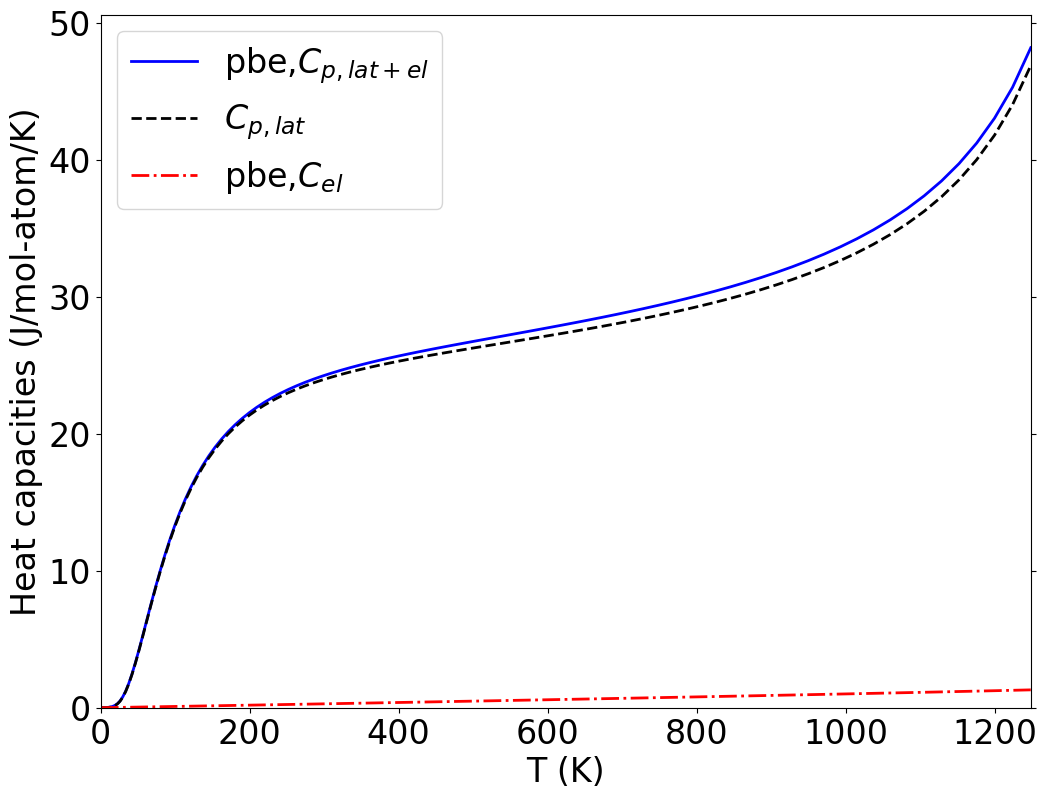 50
40
30
20
10
0
Heat capacities (J/mol-atom/K)
pbe,C_{p,lat+el}
C_{p,lat}
pbe,C_{el}
0 200 400 600 800 1000 1200
T (K)